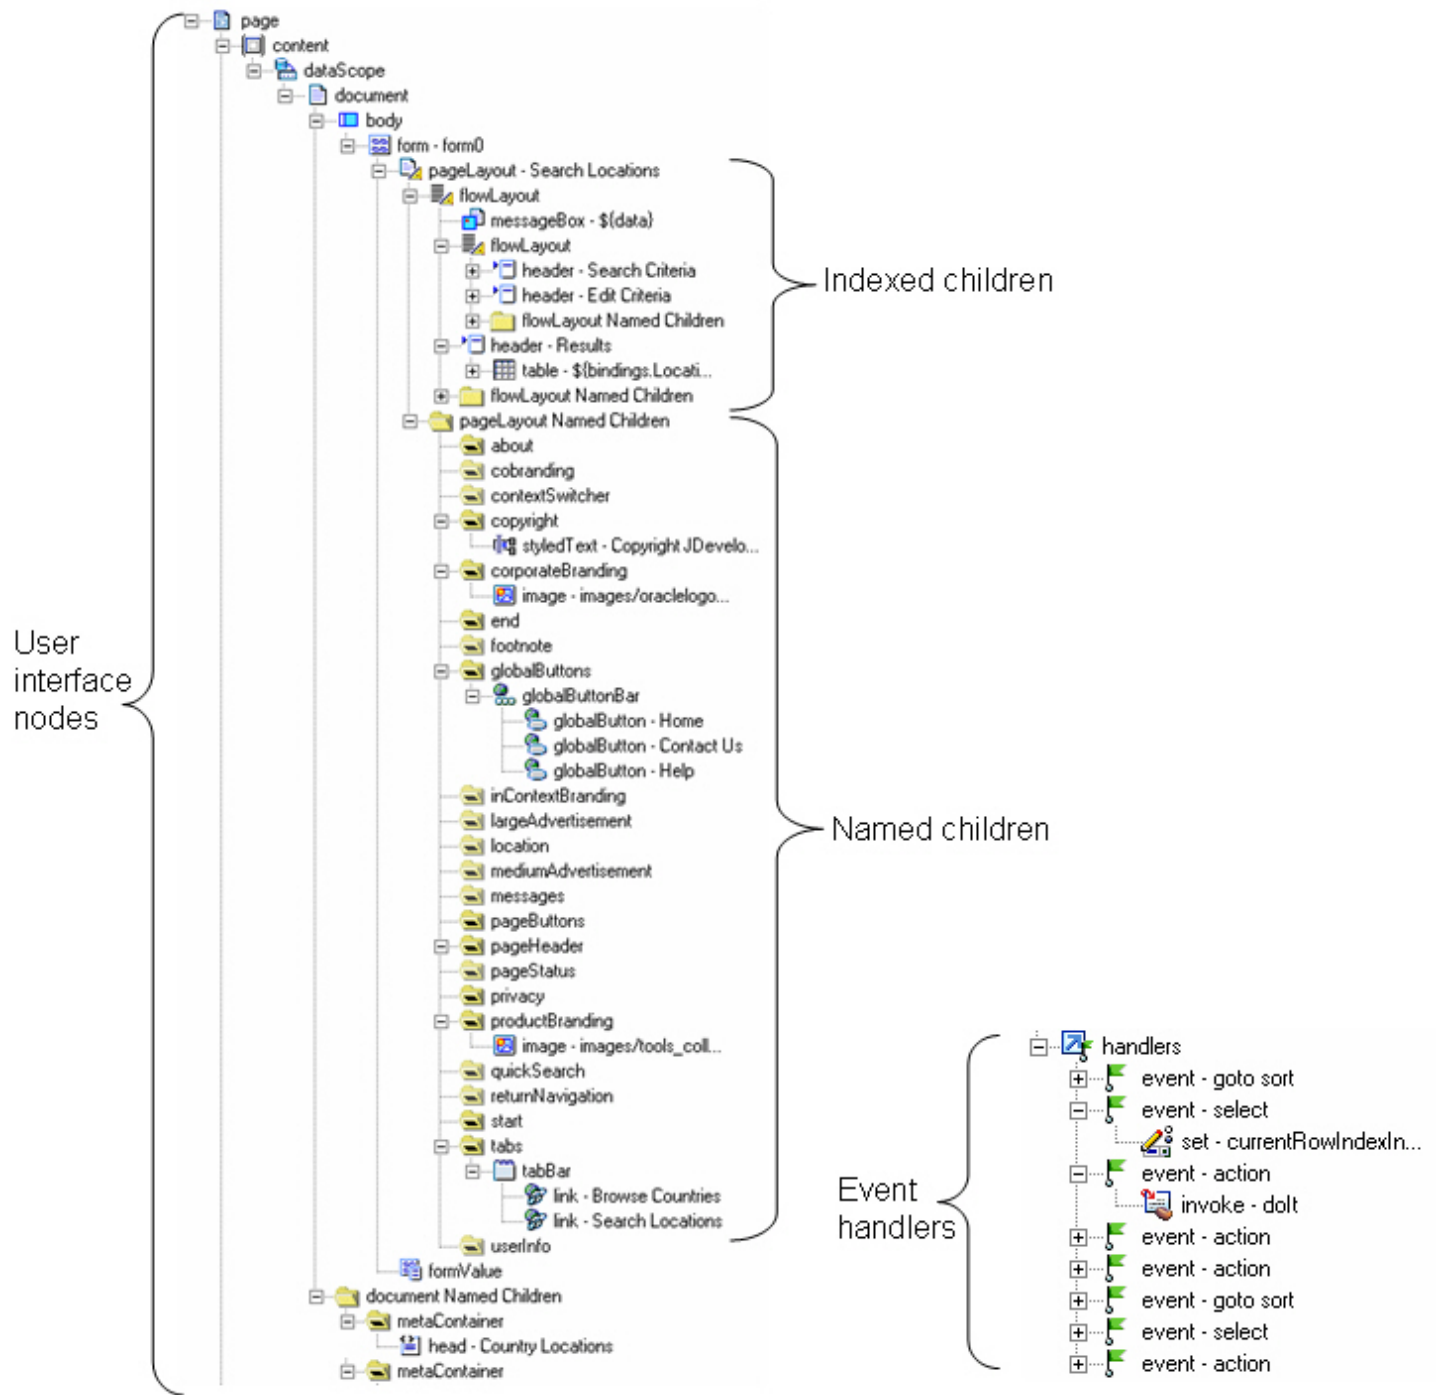 page
content
dataScope
document
body
form - form0
pageLayout - Search Locations
flowLayout
messageBox - ${data}
flowLayout
header - Search Criteria
header - Edit Criteria
flowLayout Named Children
header - Results
table - ${bindings.Locati...
flowLayout Named Children
pageLayout Named Children
about
cobranding
contextSwitcher
copyright
styledText - Copyright JDevelo...
corporateBranding
image - images/oraclelogo...
end
footnote
globalButtons
globalButtonBar
globalButton - Home
globalButton - Contact Us
globalButton - Help
inContextBranding
largeAdvertisement
location
mediumAdvertisement
messages
pageButtons
pageHeader
pageStatus
privacy
productBranding
image - images/tools_coll...
quickSearch
returnNavigation
start
tabs
tabBar
link - Browse Countries
link - Search Locations
userInfo
formValue
document Named Children
metaContainer
head - Country Locations
metaContainer
User
interface
nodes
Indexed children
Named children
Event
handlers
handlers
event - goto sort
event - select
set - currentRowIndexIn...
event - action
invoke - doIt
event - action
event - action
event - goto sort
event - select
event - action